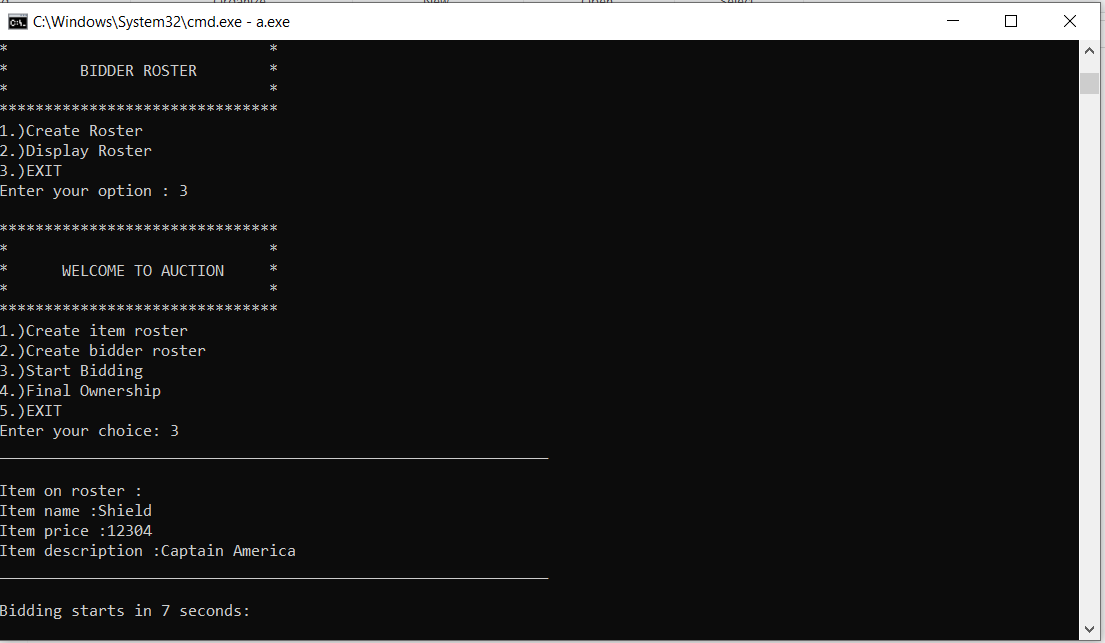 C:\Windows\System32\cmd.exe - a.exe
*                             *
*        BIDDER ROSTER        *
*                             *
*******************************
1.)Create Roster
2.)Display Roster
3.)EXIT
Enter your option : 3
*******************************
*                             *
*      WELCOME TO AUCTION     *
*                             *
*******************************
1.)Create item roster
2.)Create bidder roster
3.)Start Bidding
4.)Final Ownership
5.)EXIT
Enter your choice: 3
_____________________________________________________________
Item on roster :
Item name :Shield
Item price :12304
Item description :Captain America
_____________________________________________________________
Bidding starts in 7 seconds: